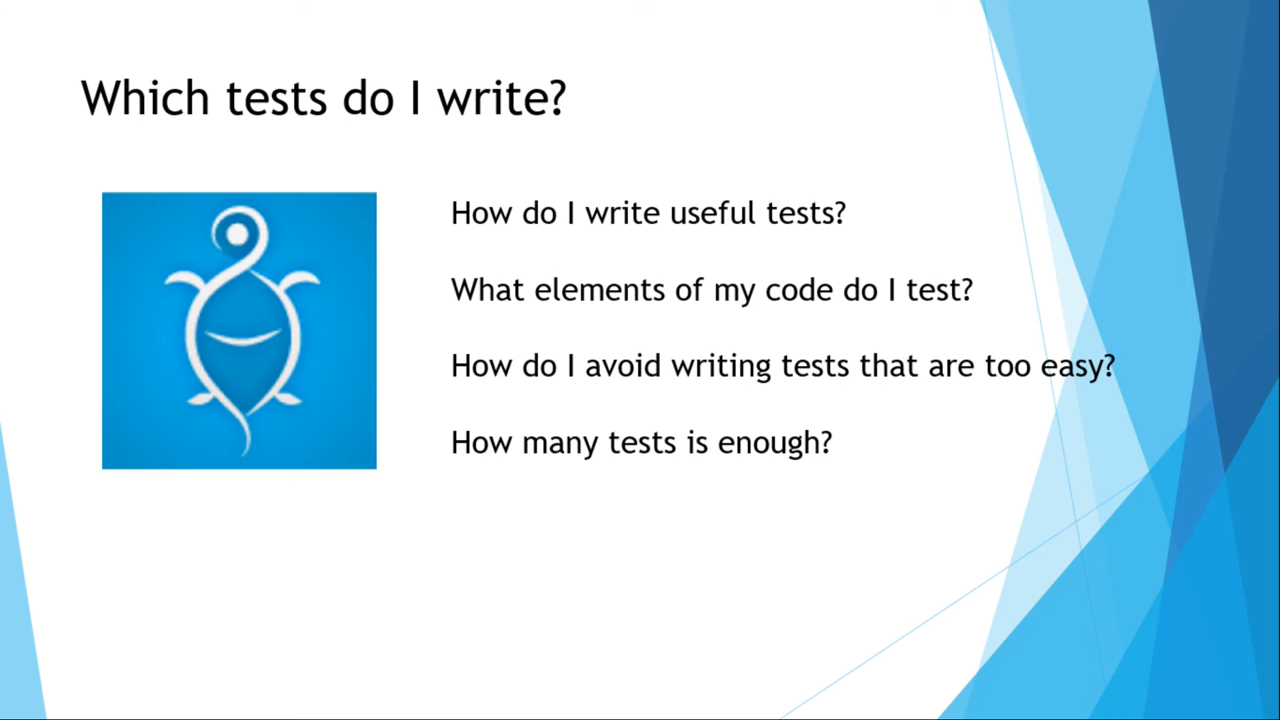 Which tests do I write?
How do I write useful tests?
What elements of my code do I test?
How do I avoid writing tests that are too easy?
How many tests is enough?